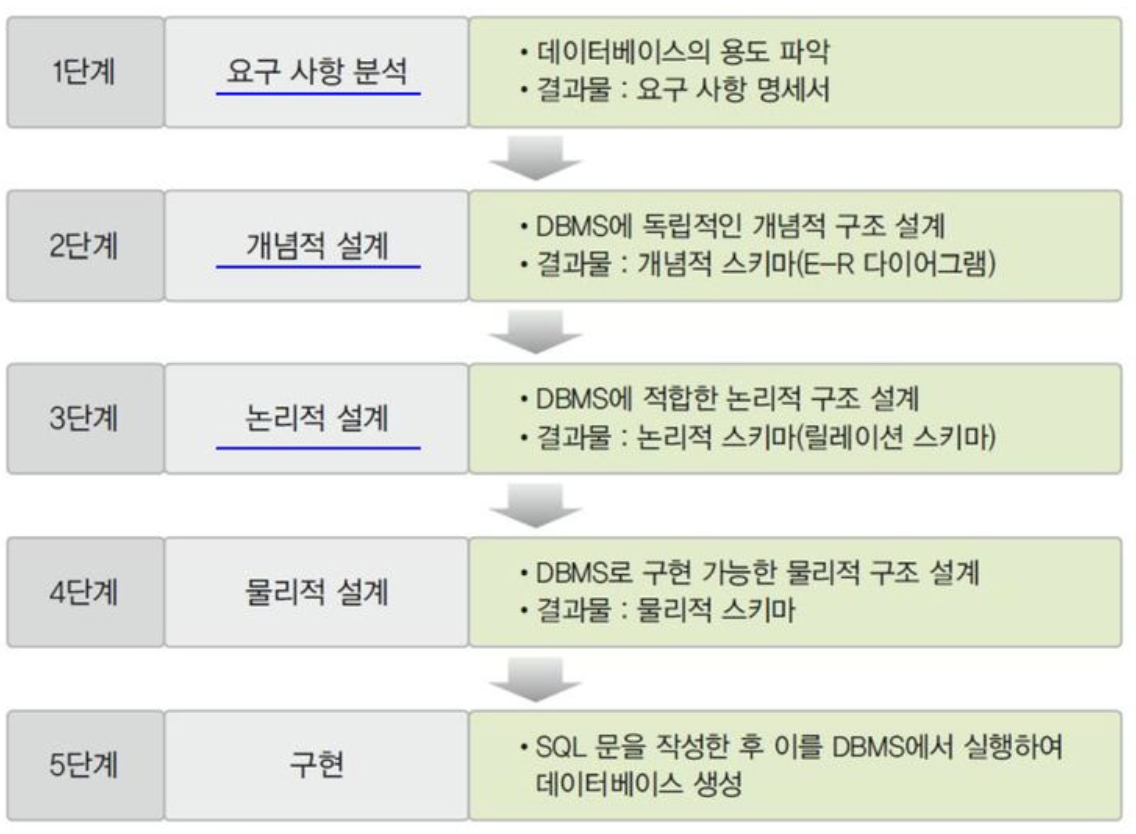 1단계
요구 사항 분석
• 데이터베이스의 용도 파악
• 결과물 : 요구 사항 명세서
2단계
개념적 설계
• DBMS에 독립적인 개념적 구조 설계
• 결과물 : 개념적 스키마(E-R 다이어그램)
3단계
논리적 설계
• DBMS에 적합한 논리적 구조 설계
• 결과물 : 논리적 스키마(릴레이션 스키마)
4단계
물리적 설계
• DBMS로 구현 가능한 물리적 구조 설계
• 결과물 : 물리적 스키마
5단계
구현
• SQL 문을 작성한 후 이를 DBMS에서 실행하여
데이터베이스 생성